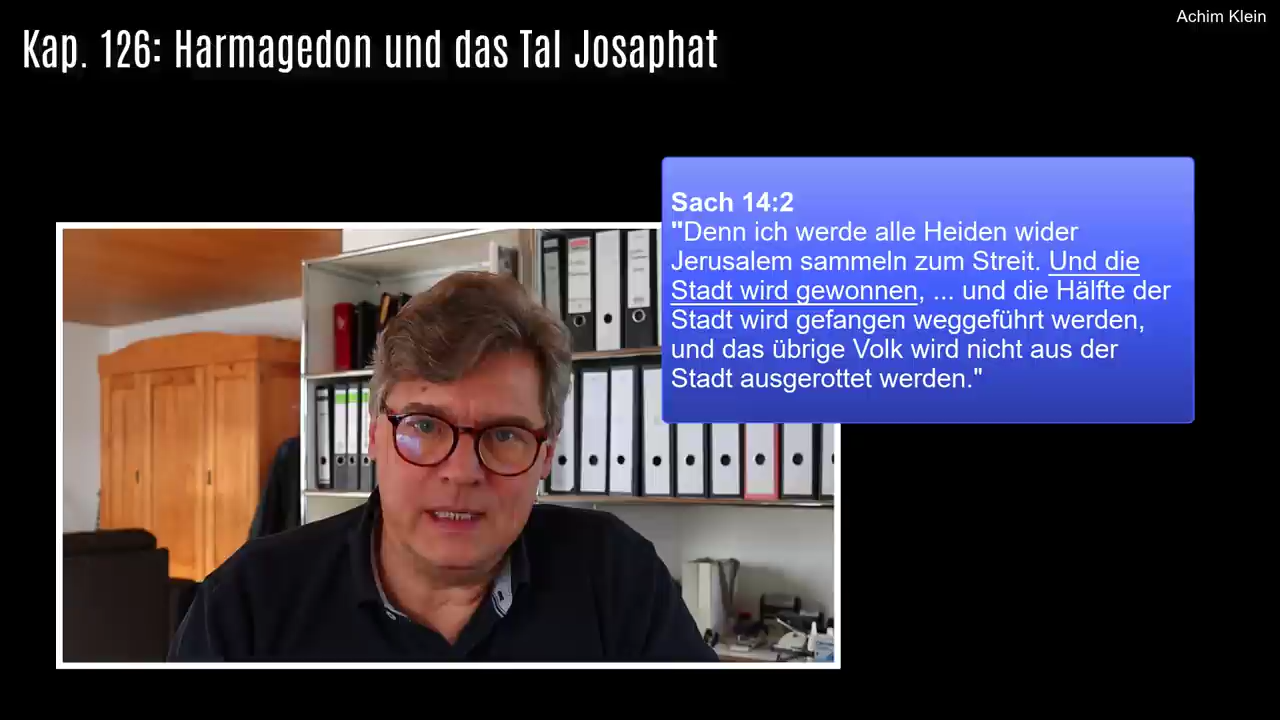 Achim Klein
Kap. 126: Harmagedon und das Tal Josaphat
Sach 14:2
"Denn ich werde alle Heiden wider
Jerusalem sammeln zum Streit. Und die
Stadt wird gewonnen, ... und die Hälfte der
Stadt wird gefangen weggeführt werden,
und das übrige Volk wird nicht aus der
Stadt ausgerottet werden."